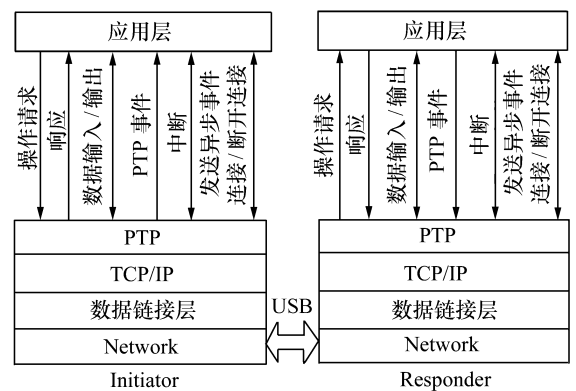 应用层
操作请求
响应
数据输入/输出
PTP 事件
中断
发送异步事件
连接/断开连接
PTP
TCP/IP
数据链接层
Network
Initiator
USB
应用层
操作请求
响应
数据输入/输出
PTP 事件
中断
发送异步事件
连接/断开连接
PTP
TCP/IP
数据链接层
Network
Responder